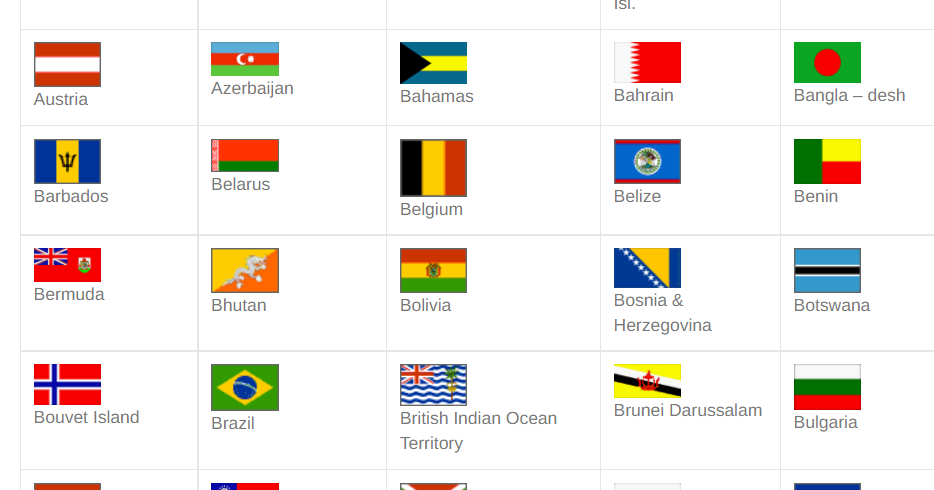 Isl.
Austria
Azerbaijan
Bahamas
Bahrain
Bangla – desh
Barbados
Belarus
Belgium
Belize
Benin
Bermuda
Bhutan
Bolivia
Bosnia &
Herzegovina
Botswana
Bouvet Island
Brazil
British Indian Ocean
Territory
Brunei Darussalam
Bulgaria